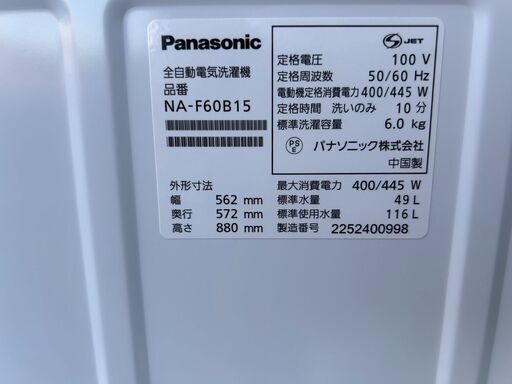 Panasonic
全自動電気洗濯機
品番
NA-F60B15
外形寸法
幅 562 mm
奥行 572 mm
高さ 880 mm
S JET
定格電圧 100 V
定格周波数 50/60 Hz
電動機定格消費電力 400/445 W
定格時間 洗いのみ 10 分
標準洗濯容量 6.0 kg
PS E パナソニック株式会社
中国製
最大消費電力 400/445 W
標準水量 49 L
標準使用水量 116 L
製造番号 2252400998